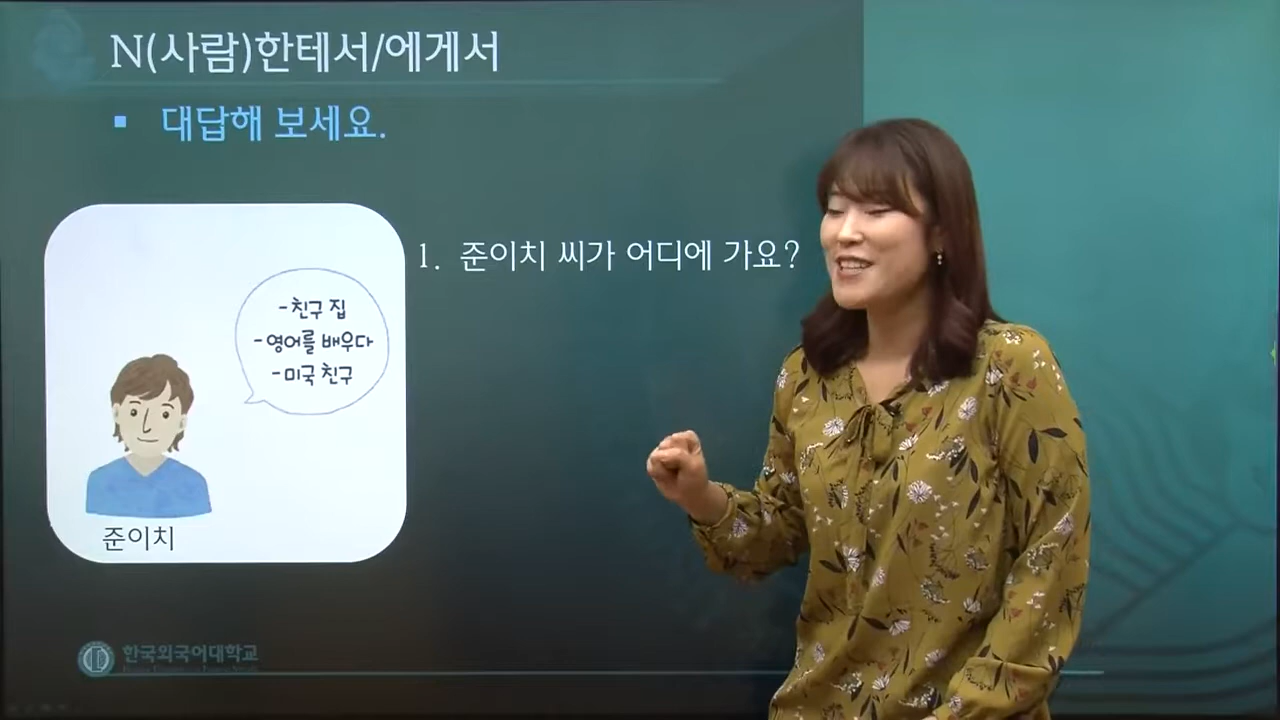 N(사람)한테서/에게서
▪ 대답해 보세요.
1. 준이치 씨가 어디에 가요?
-친구 집
-영어를 배우다
-미국 친구
준이치
한국외국어대학교